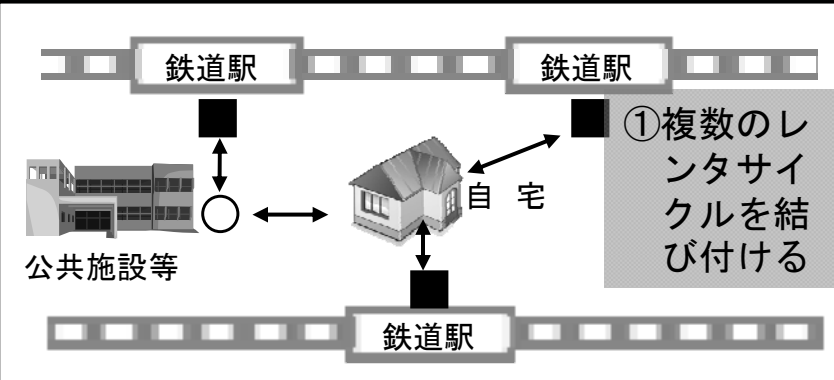 鉄道駅
鉄道駅
①複数のレ
ンタサイ
クルを結
び付ける
自 宅
公共施設等
鉄道駅